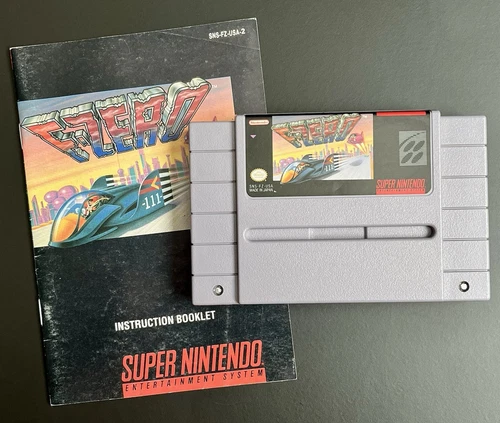 SNS-FZ-USA-2
F-ZERO
111
INSTRUCTION BOOKLET
SUPER NINTENDO
ENTERTAINMENT SYSTEM
F-ZERO
SNS-FZ-USA
MADE IN JAPAN
SUPER NINTENDO